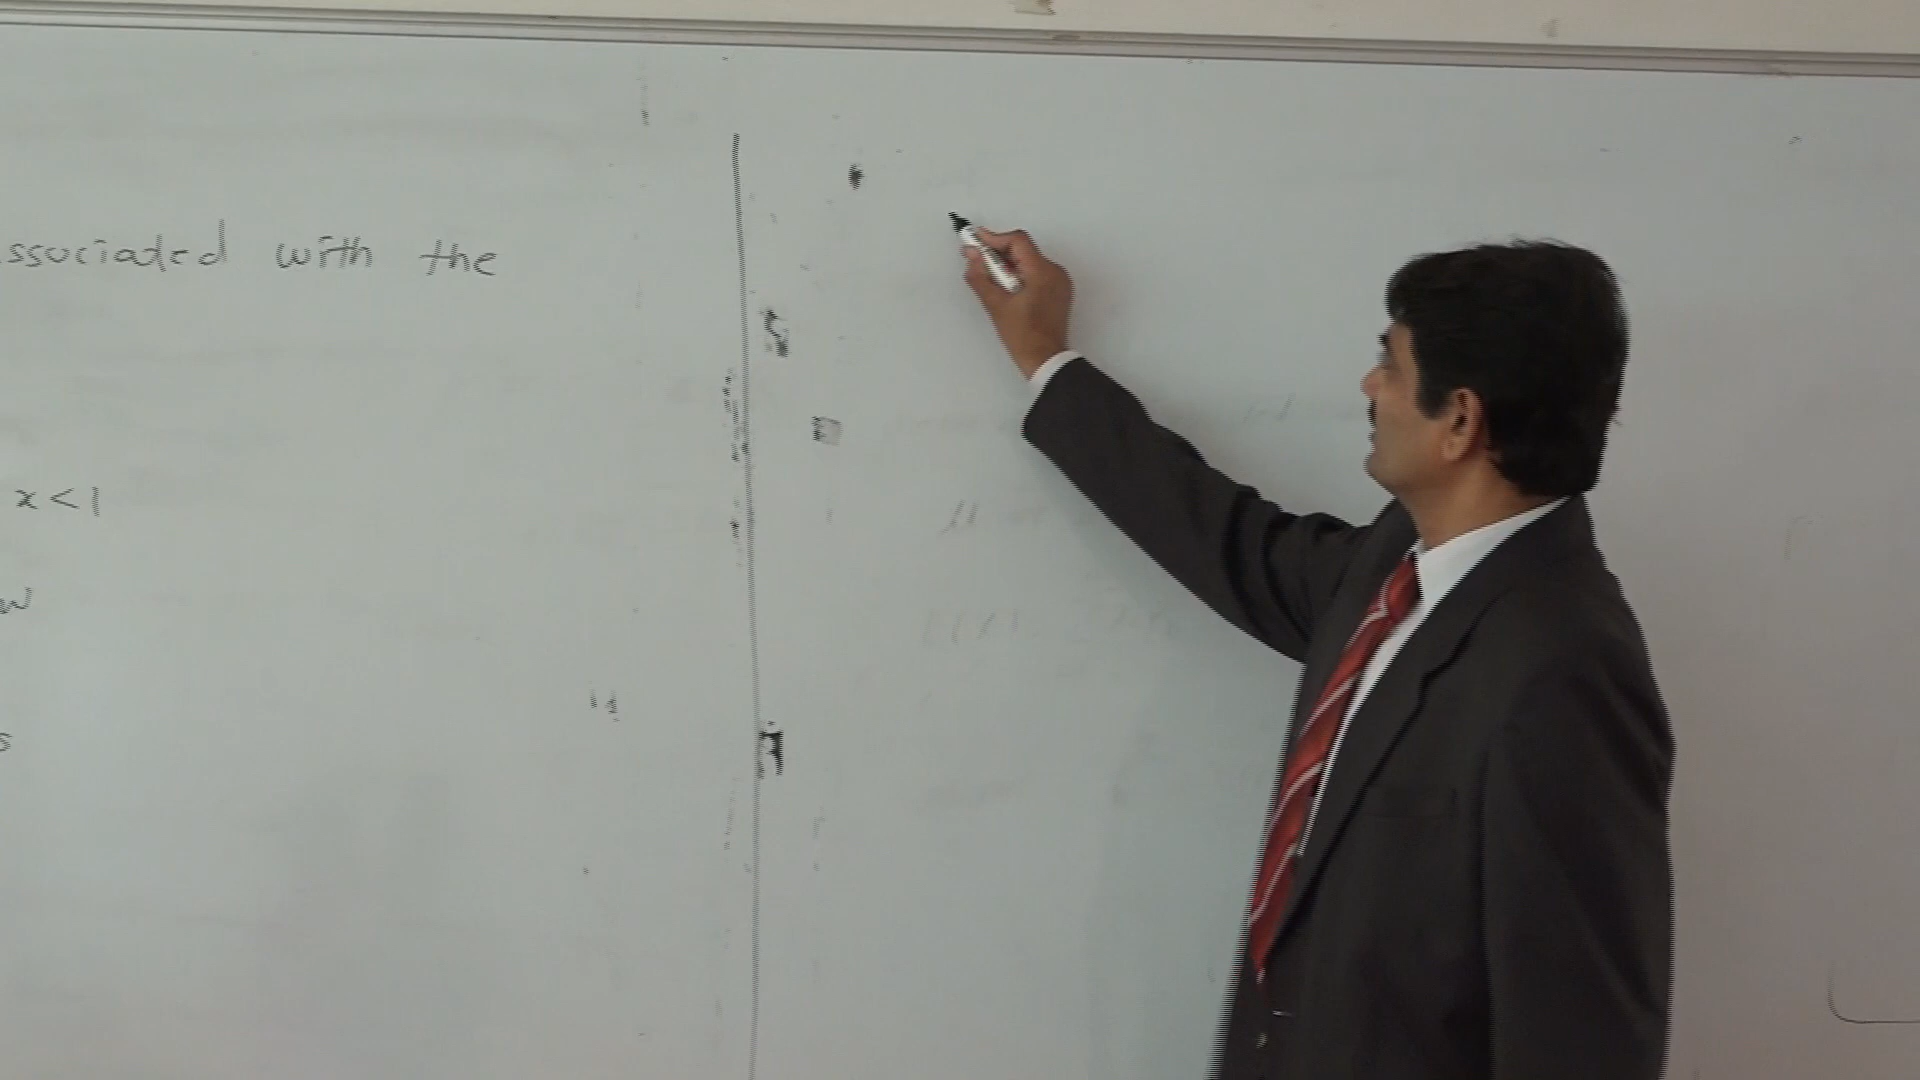 ssociated with the
x < 1
w
s